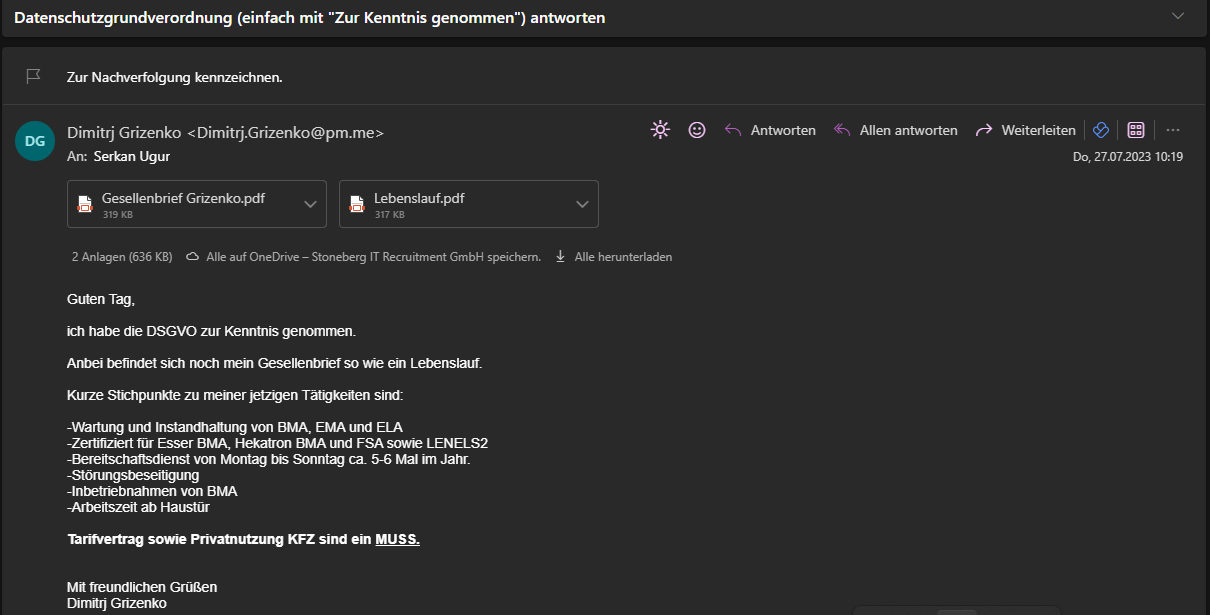 Datenschutzgrundverordnung (einfach mit "Zur Kenntnis genommen") antworten
Zur Nachverfolgung kennzeichnen.
DG
Dimitrj Grizenko <Dimitrj.Grizenko@pm.me>
An: Serkan Ugur
Antworten
Allen antworten
Weiterleiten
Do, 27.07.2023 10:19
Gesellenbrief Grizenko.pdf
319 KB
Lebenslauf.pdf
317 KB
2 Anlagen (636 KB)
Alle auf OneDrive – Stoneberg IT Recruitment GmbH speichern.
Alle herunterladen
Guten Tag,
ich habe die DSGVO zur Kenntnis genommen.
Anbei befindet sich noch mein Gesellenbrief so wie ein Lebenslauf.
Kurze Stichpunkte zu meiner jetzigen Tätigkeiten sind:
-Wartung und Instandhaltung von BMA, EMA und ELA
-Zertifiziert für Esser BMA, Hekatron BMA und FSA sowie LENELS2
-Bereitschaftsdienst von Montag bis Sonntag ca. 5-6 Mal im Jahr.
-Störungsbeseitigung
-Inbetriebnahmen von BMA
-Arbeitszeit ab Haustür
Tarifvertrag sowie Privatnutzung KFZ sind ein MUSS.
Mit freundlichen Grüßen
Dimitrj Grizenko